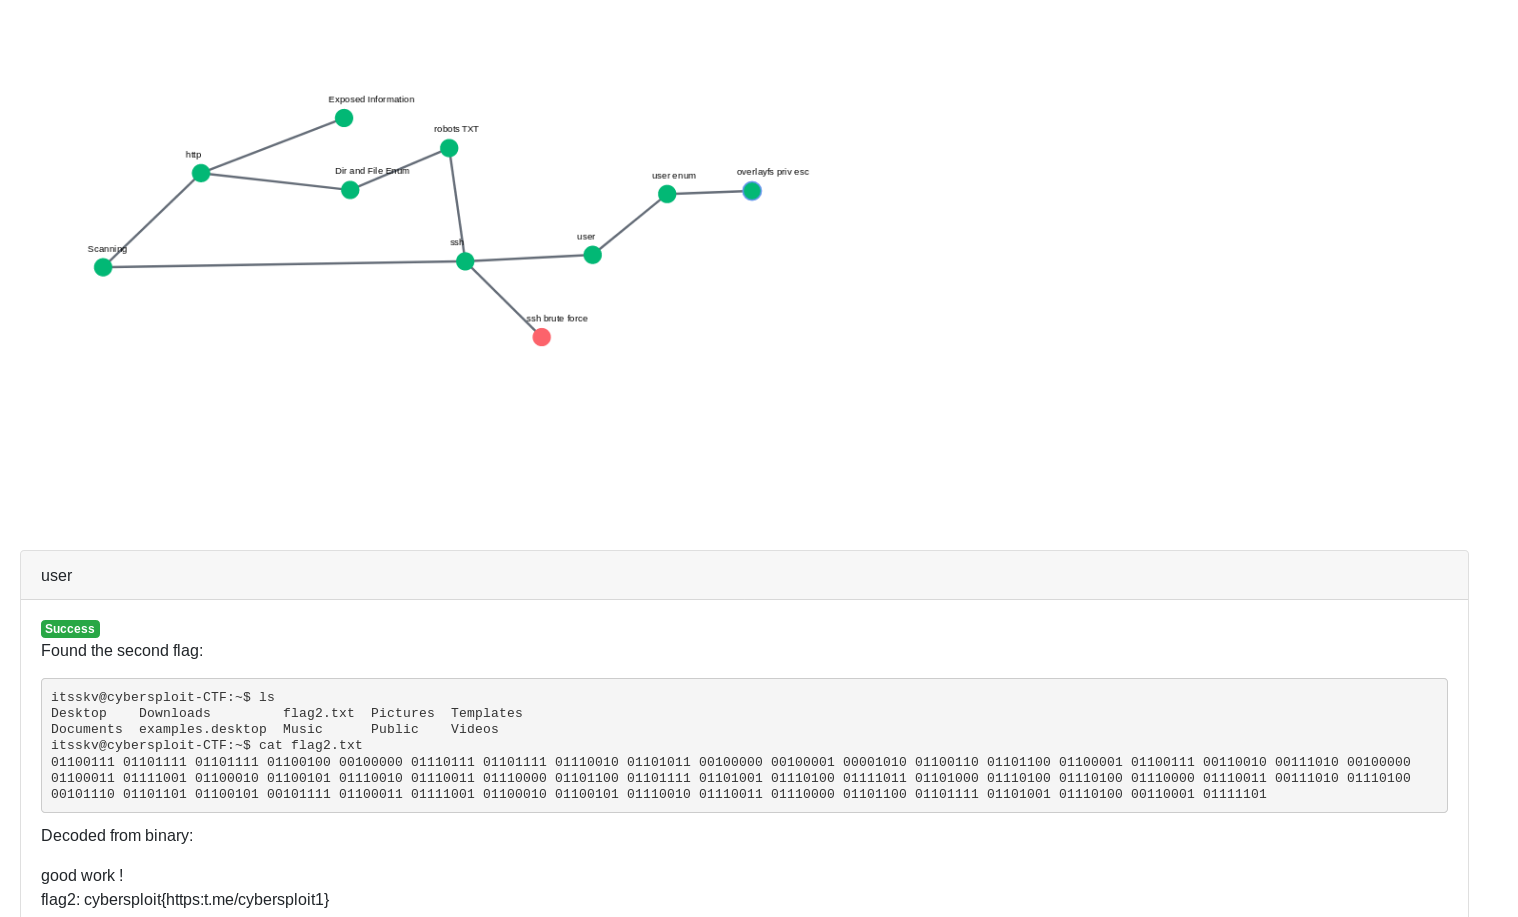 Exposed Information
robots TXT
http
Dir and File Enum
user enum
overlayfs priv esc
user
ssh
Scanning
ssh brute force
user
Success
Found the second flag:
itsskv@cybersploit-CTF:~$ ls
Desktop    Downloads         flag2.txt  Pictures  Templates
Documents  examples.desktop  Music      Public    Videos
itsskv@cybersploit-CTF:~$ cat flag2.txt
01100111 01101111 01101111 01100100 00100000 01110111 01101111 01110010 01101011 00100000 00100001 00001010 01100110 01101100 01100001 01100111 00110010 00111010 00100000
01100011 01111001 01100010 01100101 01110010 01110011 01110000 01101100 01101111 01101001 01110100 01111011 01101000 01110100 01110100 01110000 01110011 00111010 01110100
00101110 01101101 01100101 00101111 01100011 01111001 01100010 01100101 01110010 01110011 01110000 01101100 01101111 01101001 01110100 00110001 01111101
Decoded from binary:
good work !
flag2: cybersploit{https:t.me/cybersploit1}